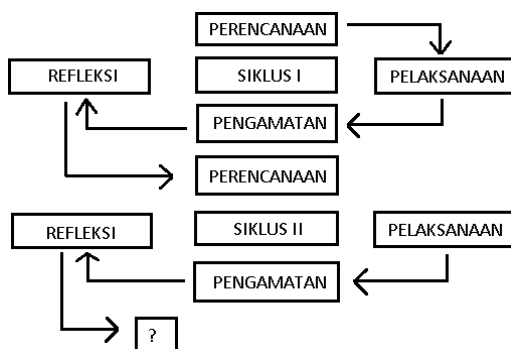 PERENCANAAN
REFLEKSI
SIKLUS I
PELAKSANAAN
PENGAMATAN
PERENCANAAN
REFLEKSI
SIKLUS II
PELAKSANAAN
PENGAMATAN
?